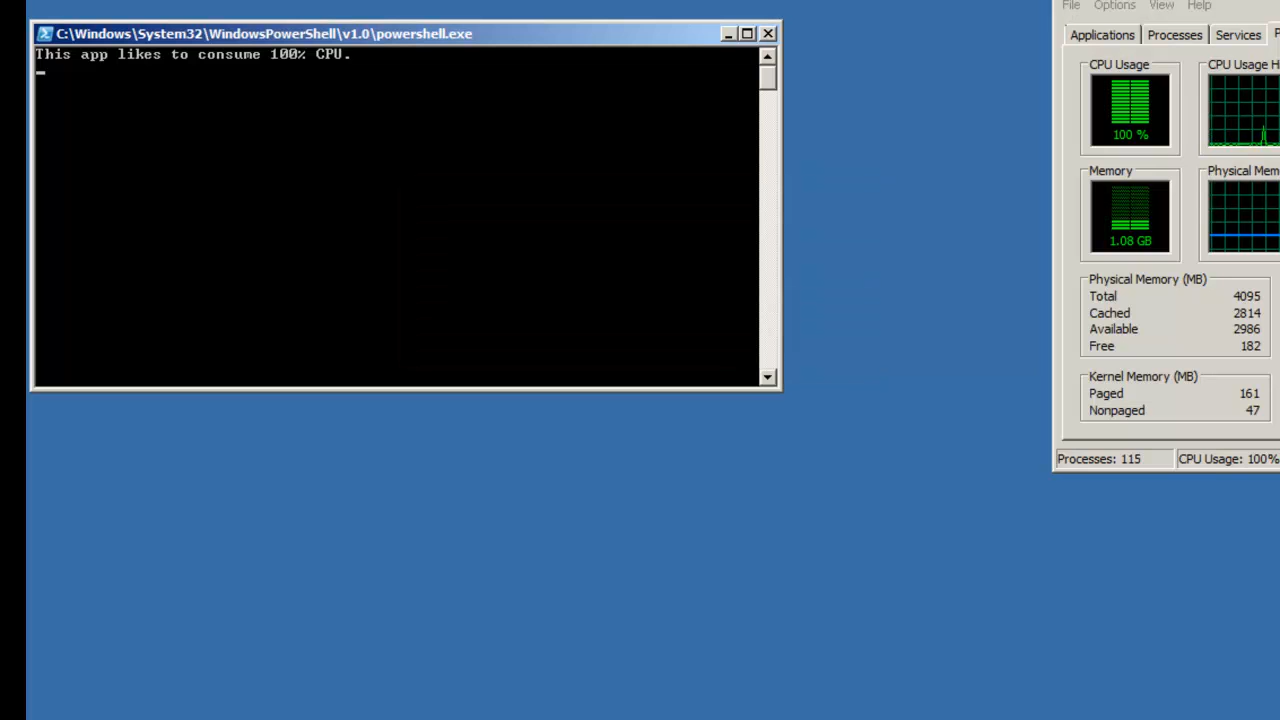 C:\Windows\System32\WindowsPowerShell\v1.0\powershell.exe
This app likes to consume 100% CPU.
File Options View Help
Applications Processes Services
CPU Usage CPU Usage H
100 %
Memory Physical Mem
1.08 GB
Physical Memory (MB)
Total 4095
Cached 2814
Available 2986
Free 182
Kernel Memory (MB)
Paged 161
Nonpaged 47
Processes: 115 CPU Usage: 100%